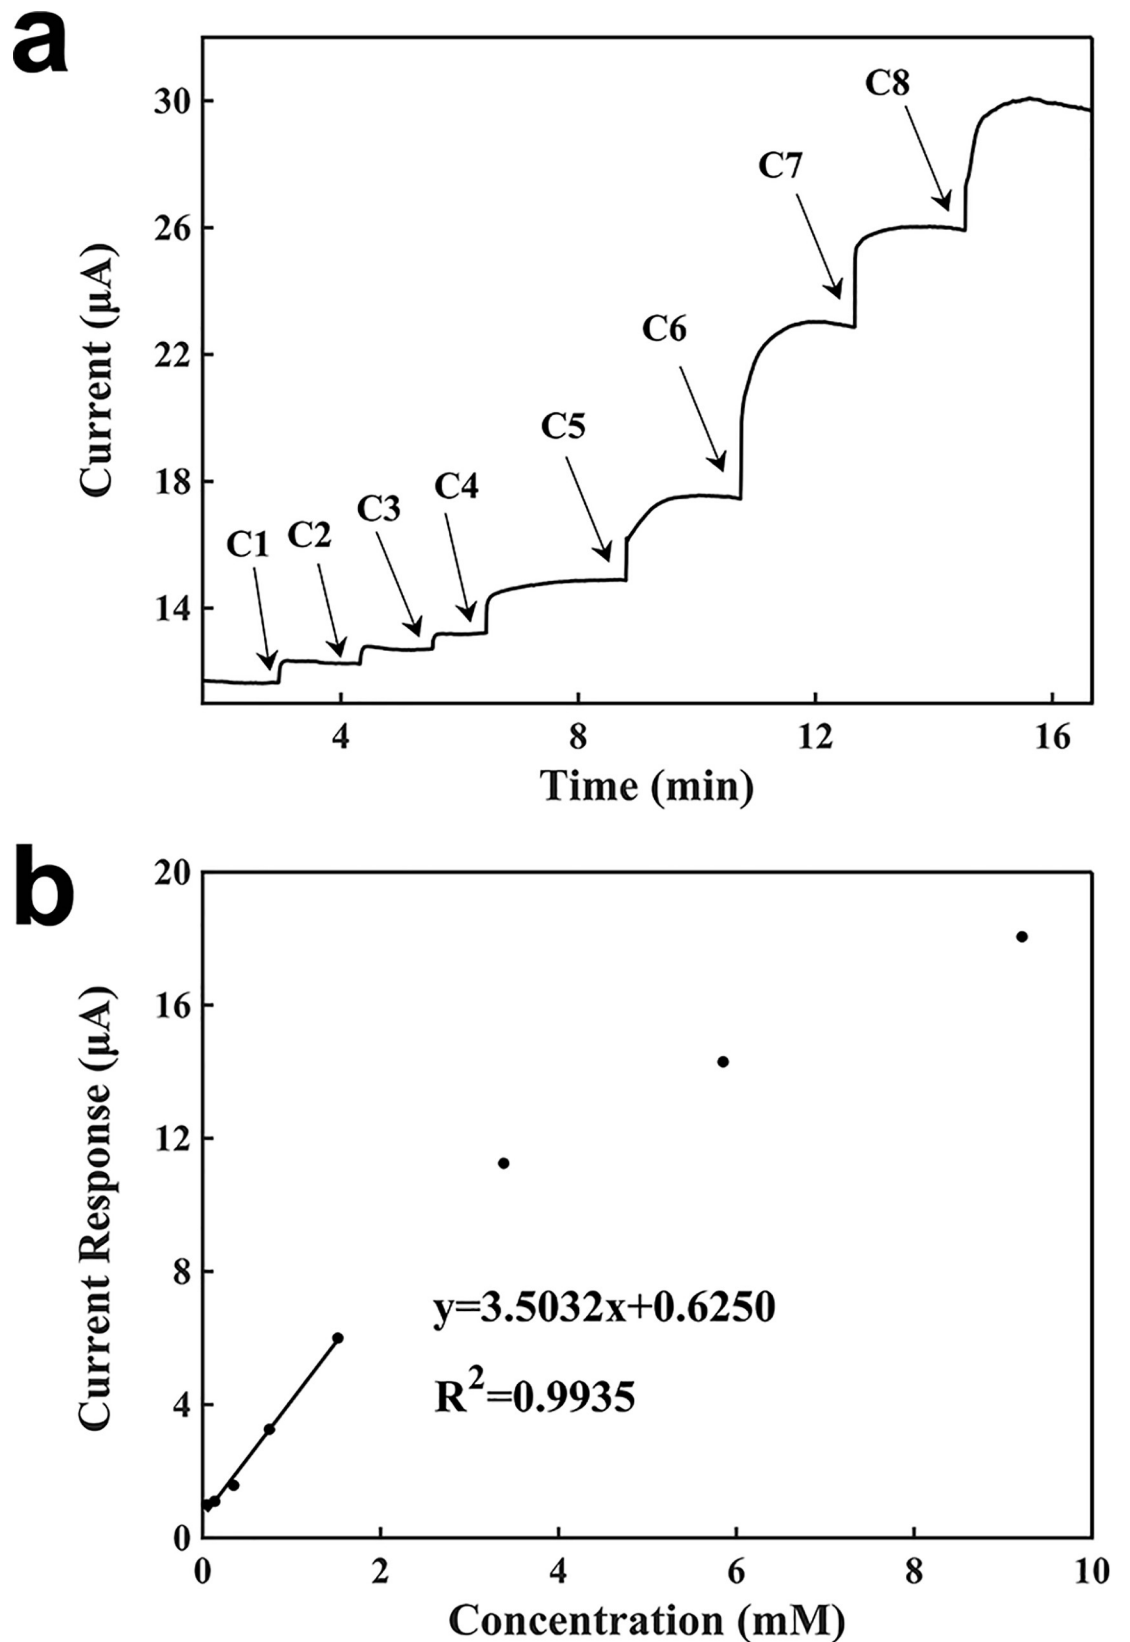 a
30
26
22
18
14
Current (μA)
C1
C2
C3
C4
C5
C6
C7
C8
4 8 12 16
Time (min)
b
20
16
12
8
4
0
Current Response (μA)
y=3.5032x+0.6250
R²=0.9935
0 2 4 6 8 10
Concentration (mM)